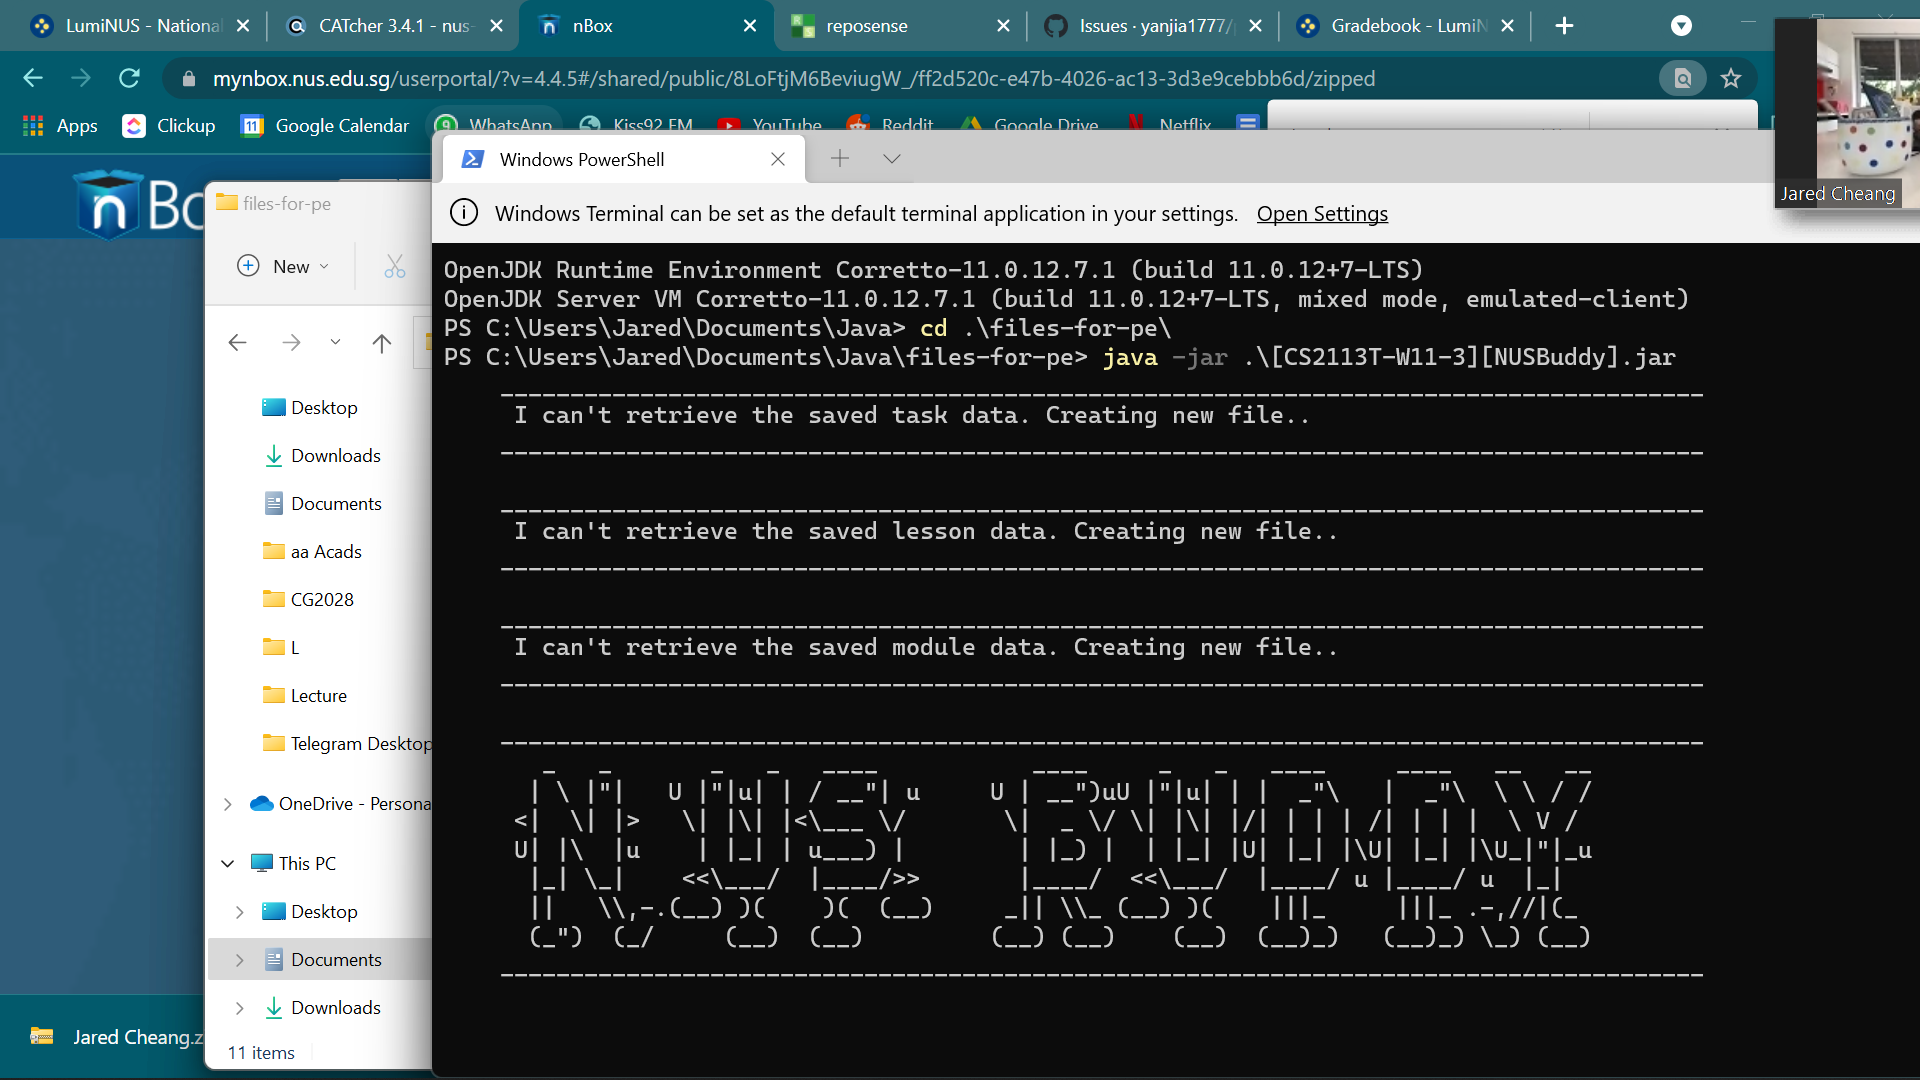 LumiNUS - National
CATcher 3.4.1 - nus-
nBox
reposense
Issues · yanjia1777/
Gradebook - LumiN
mynbox.nus.edu.sg/userportal/?v=4.4.5#/shared/public/8LoFtjM6BeviugW_/ff2d520c-e47b-4026-ac13-3d3e9cebbb6d/zipped
Apps
Clickup
11
Google Calendar
9
WhatsApp
Kiss92 FM
YouTube
Reddit
Google Drive
Netflix
Jared Cheang
n
files-for-pe
New
Desktop
Downloads
Documents
aa Acads
CG2028
L
Lecture
Telegram Desktop
OneDrive - Persona
This PC
Desktop
Documents
Downloads
11 items
Jared Cheang.z
Windows PowerShell
Windows Terminal can be set as the default terminal application in your settings. Open Settings
OpenJDK Runtime Environment Corretto-11.0.12.7.1 (build 11.0.12+7-LTS)
OpenJDK Server VM Corretto-11.0.12.7.1 (build 11.0.12+7-LTS, mixed mode, emulated-client)
PS C:\Users\Jared\Documents\Java> cd .\files-for-pe\
PS C:\Users\Jared\Documents\Java\files-for-pe> java -jar .\[CS2113T-W11-3][NUSBuddy].jar
I can't retrieve the saved task data. Creating new file..
I can't retrieve the saved lesson data. Creating new file..
I can't retrieve the saved module data. Creating new file..
NUS BUDDY